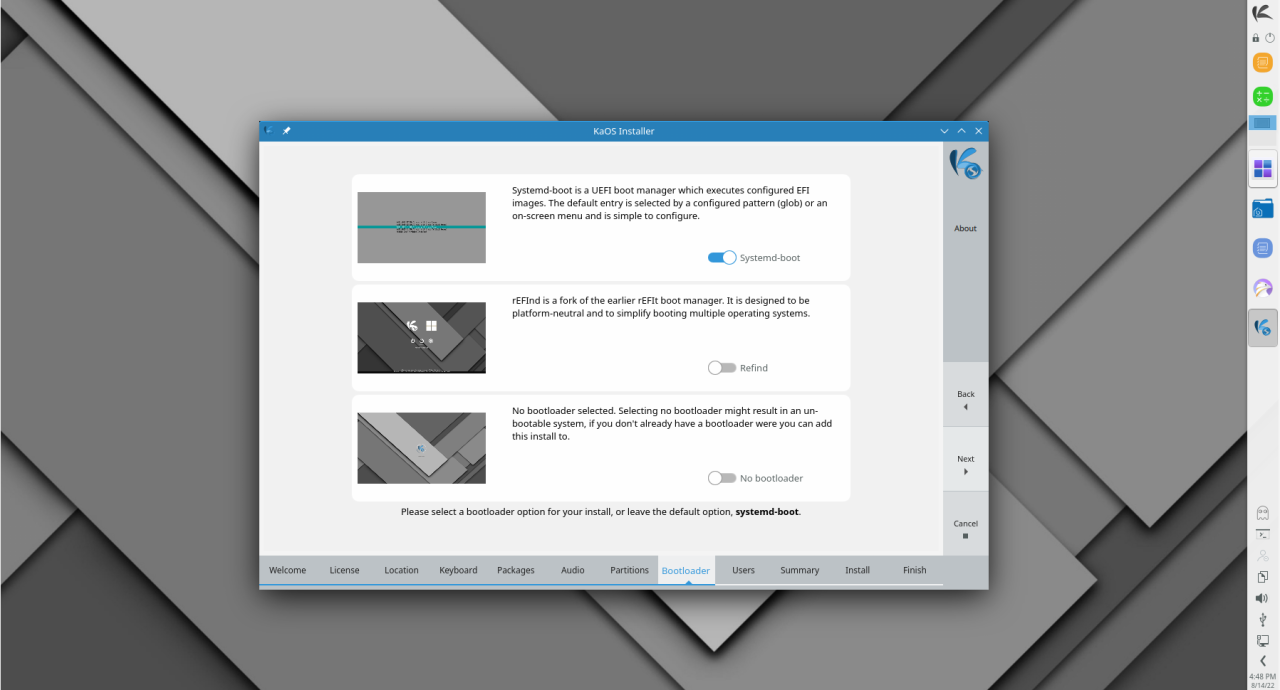 KaOS Installer
Systemd-boot is a UEFI boot manager which executes configured EFI
images. The default entry is selected by a configured pattern (glob) or an
on-screen menu and is simple to configure.
Systemd-boot
rEFInd is a fork of the earlier rEFIt boot manager. It is designed to be
platform-neutral and to simplify booting multiple operating systems.
Refind
No bootloader selected. Selecting no bootloader might result in an un-
bootable system, if you don't already have a bootloader were you can add
this install to.
No bootloader
Please select a bootloader option for your install, or leave the default option, systemd-boot.
About
Back
Next
Cancel
Welcome
License
Location
Keyboard
Packages
Audio
Partitions
Bootloader
Users
Summary
Install
Finish
4:48 PM
8/14/22